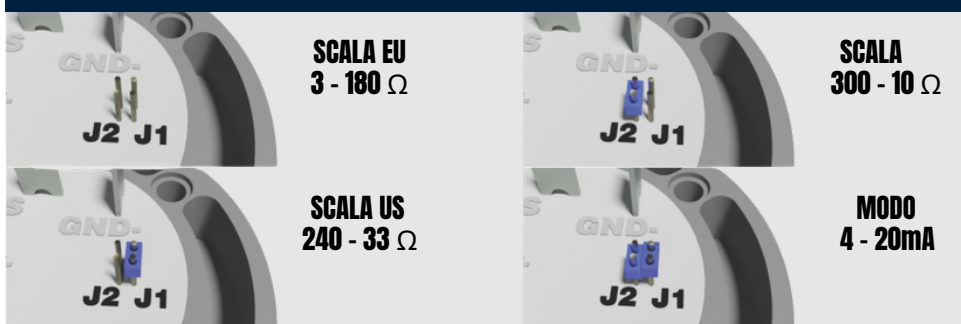 GND-
J2 J1
SCALA EU
3 - 180 Ω
GND-
J2 J1
SCALA
300 - 10 Ω
GND-
J2 J1
SCALA US
240 - 33 Ω
GND-
J2 J1
MODO
4 - 20mA